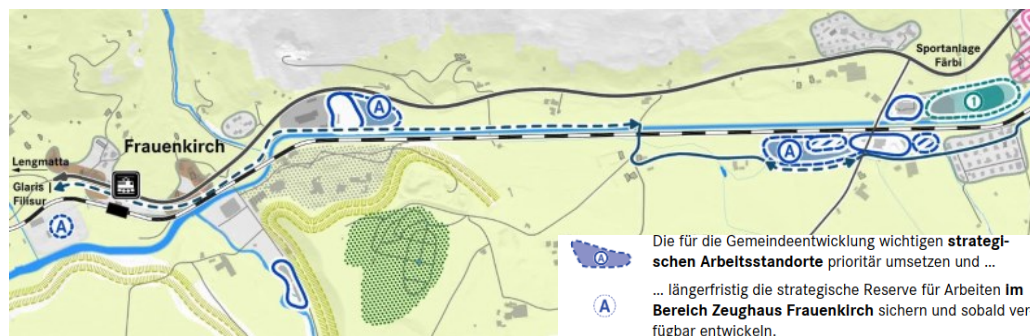 Sportanlage
Färbi
1
A
Frauenkirch
A
Lengmatta
Glaris
Filisur
A
A
Die für die Gemeindeentwicklung wichtigen strategi-
schen Arbeitsstandorte prioritär umsetzen und ...
A
... längerfristig die strategische Reserve für Arbeiten im
Bereich Zeughaus Frauenkirch sichern und sobald ver
fügbar entwickeln.